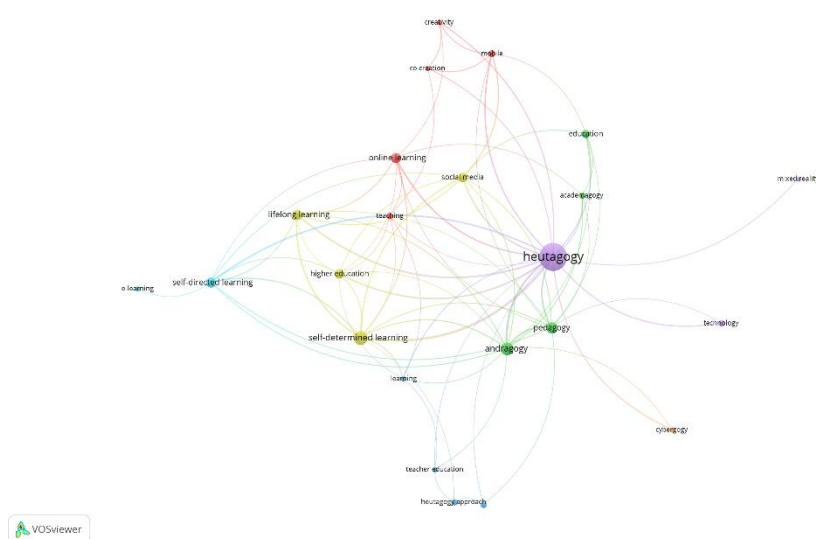 creativity
mobile
co creation
education
online learning
social media
mixed reality
academagogy
lifelong learning
teaching
heutagogy
higher education
self-directed learning
e learning
technology
pedagogy
self-determined learning
andragogy
learning
cybergogy
teacher education
heutagogy approach
VOSviewer